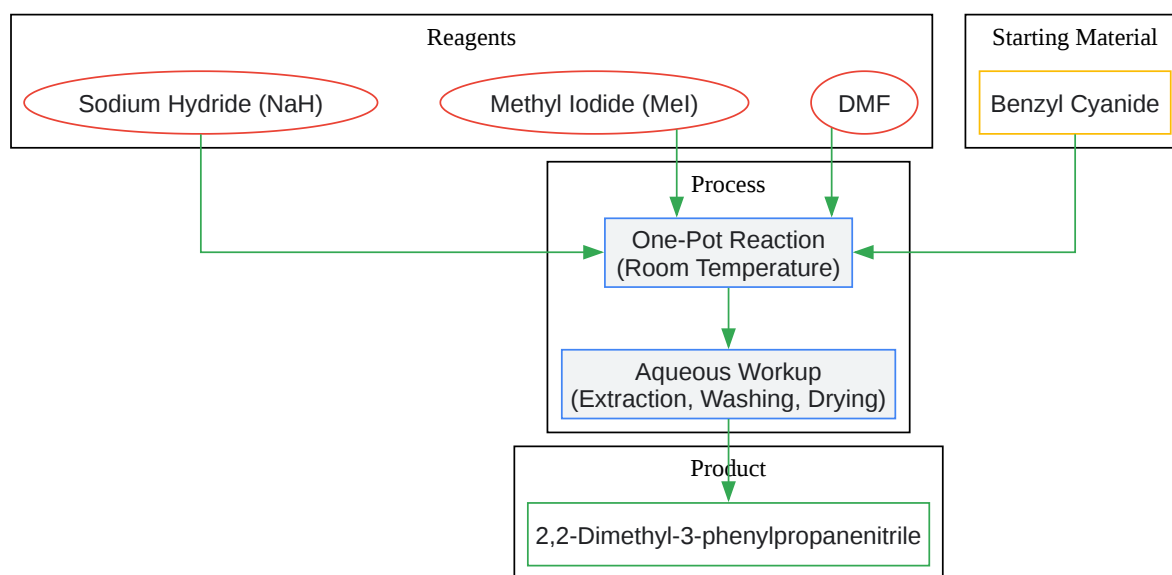 Reagents
Starting Material
Sodium Hydride (NaH)
Methyl Iodide (MeI)
DMF
Benzyl Cyanide
Process
One-Pot Reaction
(Room Temperature)
Aqueous Workup
(Extraction, Washing, Drying)
Product
2,2-Dimethyl-3-phenylpropanenitrile